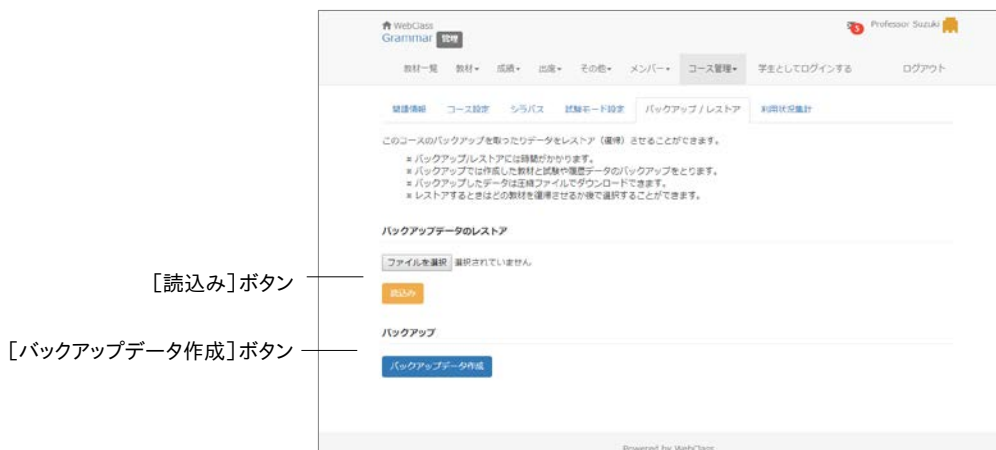 WebClass
Grammar 管理
3
Professor Suzuki
教材一覧 教材 成績 出席 その他 メンバー コース管理 学生としてログインする ログアウト
コース設定 シラバス 試験モード設定 バックアップ / レストア 利用状況集計
このコースのバックアップを取ったりデータをレストア（還帰）させることができます。
バックアップ/レストアには時間がかかります。
バックアップでは作成した教材と試験や履歴データのバックアップをとります。
バックアップしたデータは圧縮ファイルでダウンロードできます。
レストアするときはどの教材を還帰させるか後で選択することができます。
バックアップデータのレストア
ファイルを選択 選択されていません
［読込み］ボタン
読込み
バックアップ
［バックアップデータ作成］ボタン
バックアップデータ作成
Powered by WebClass